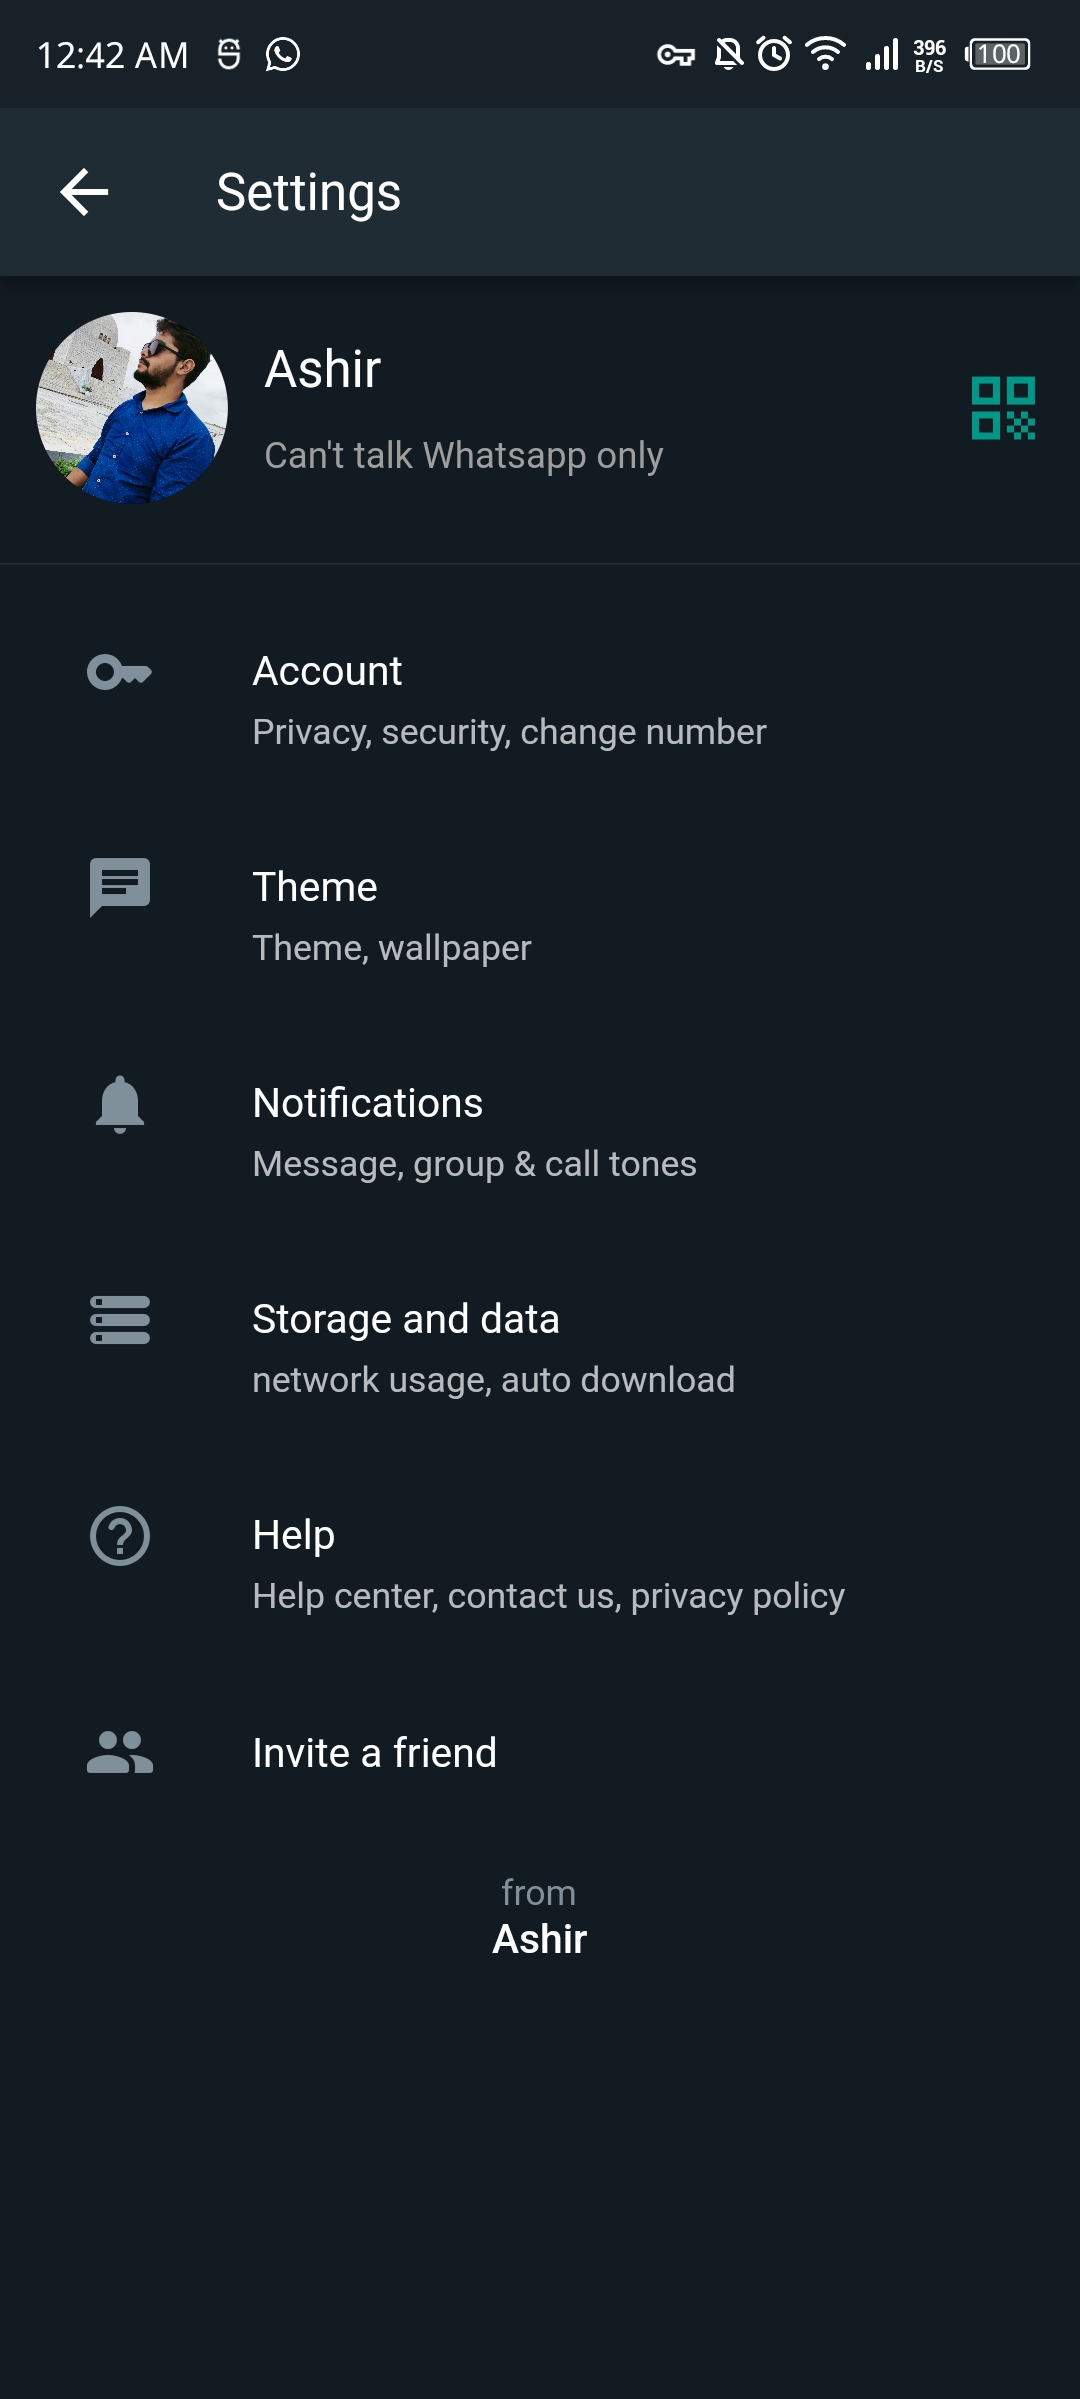 12:42 AM
396
B/S
100
Settings
Ashir
Can't talk Whatsapp only
Account
Privacy, security, change number
Theme
Theme, wallpaper
Notifications
Message, group & call tones
Storage and data
network usage, auto download
Help
Help center, contact us, privacy policy
Invite a friend
from
Ashir